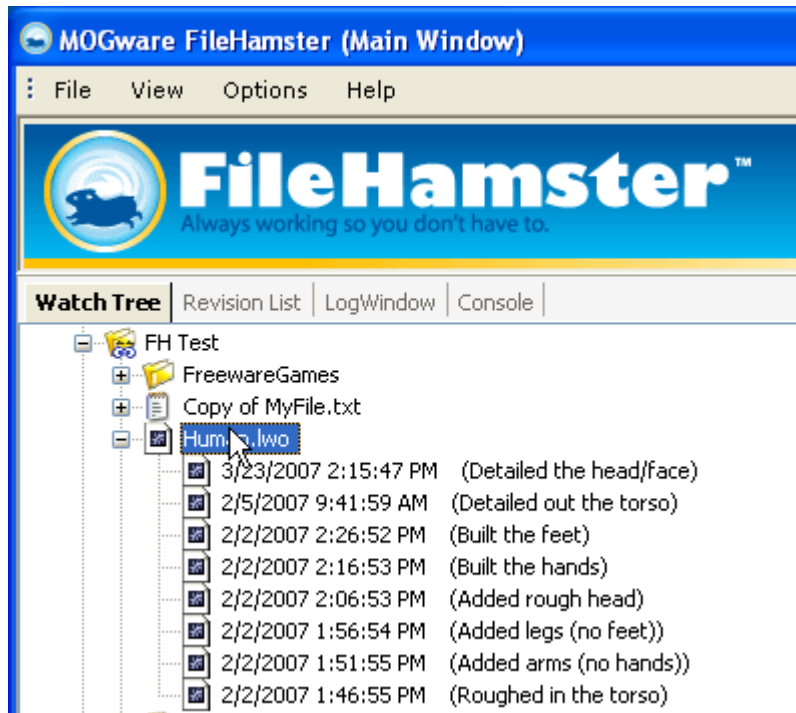 MOGware FileHamster (Main Window)
File View Options Help
FileHamster™
Always working so you don't have to.
Watch Tree Revision List LogWindow Console
FH Test
FreewareGames
Copy of MyFile.txt
Human.lwo
3/23/2007 2:15:47 PM (Detailed the head/face)
2/5/2007 9:41:59 AM (Detailed out the torso)
2/2/2007 2:26:52 PM (Built the feet)
2/2/2007 2:16:53 PM (Built the hands)
2/2/2007 2:06:53 PM (Added rough head)
2/2/2007 1:56:54 PM (Added legs (no feet))
2/2/2007 1:51:55 PM (Added arms (no hands))
2/2/2007 1:46:55 PM (Roughed in the torso)